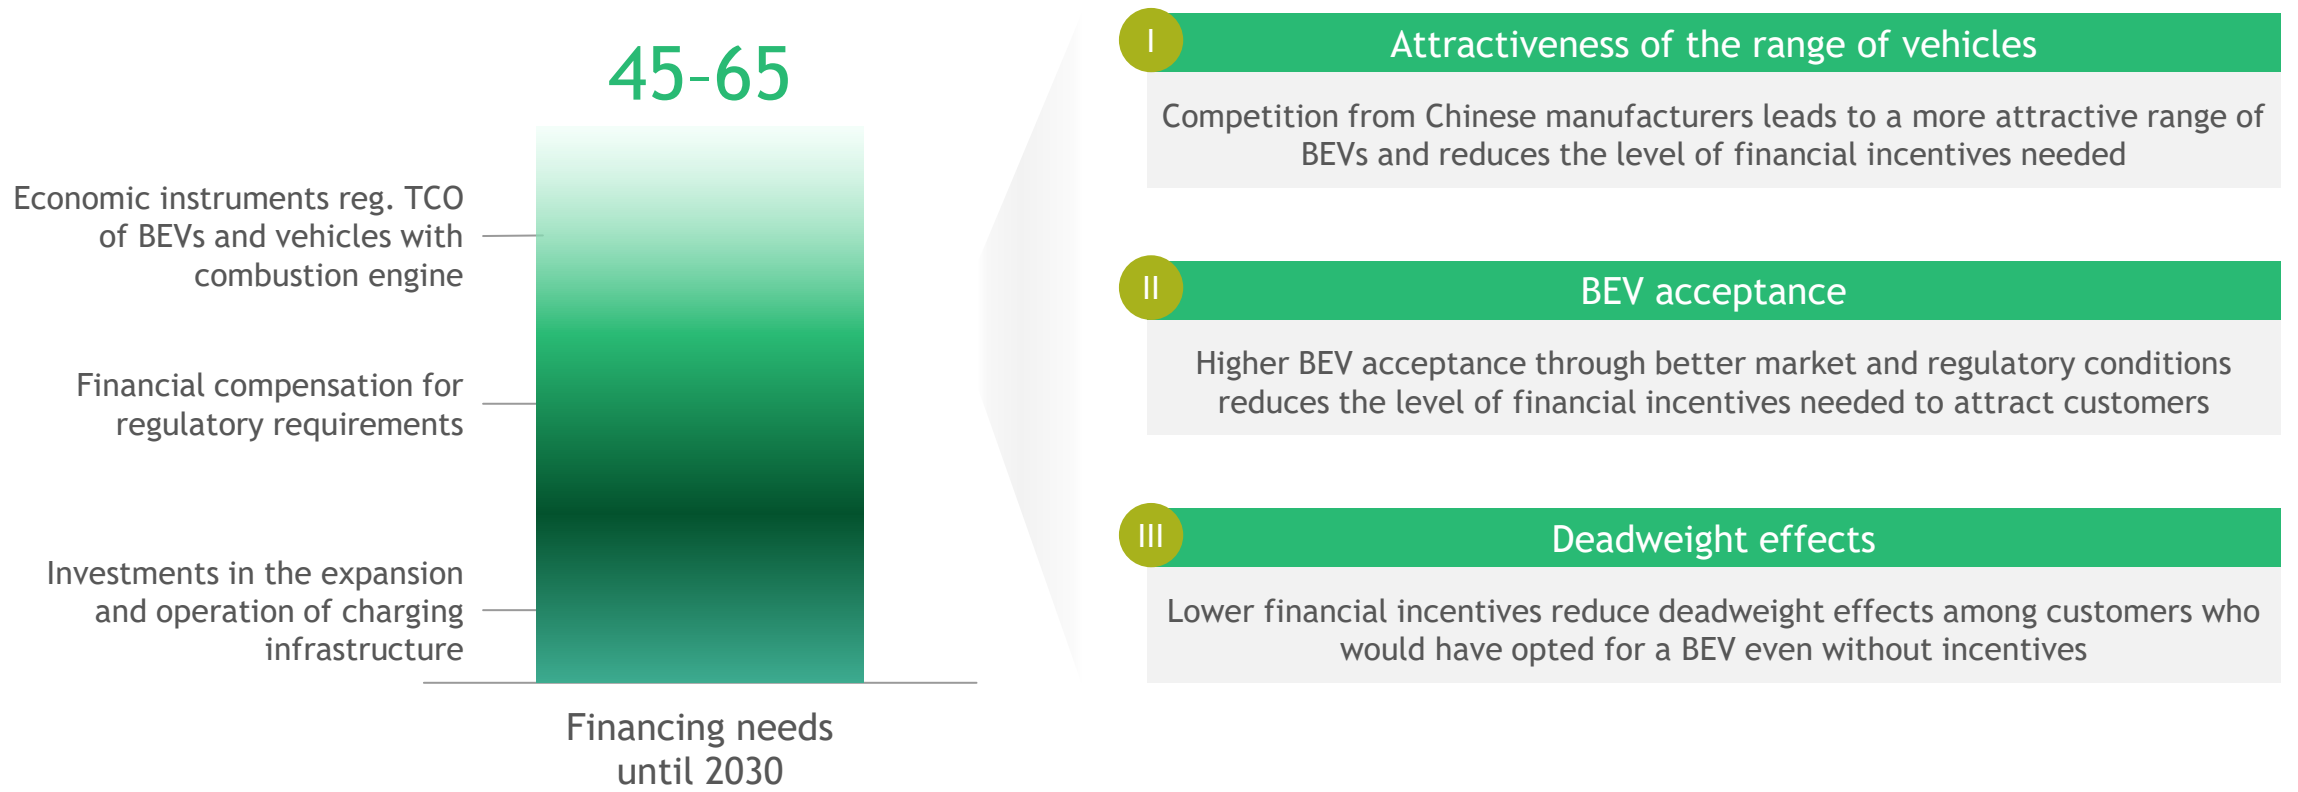 45–65
Economic instruments reg. TCO
of BEVs and vehicles with
combustion engine
Financial compensation for
regulatory requirements
Investments in the expansion
and operation of charging
infrastructure
Financing needs
until 2030
I
Attractiveness of the range of vehicles
Competition from Chinese manufacturers leads to a more attractive range of
BEVs and reduces the level of financial incentives needed
II
BEV acceptance
Higher BEV acceptance through better market and regulatory conditions
reduces the level of financial incentives needed to attract customers
III
Deadweight effects
Lower financial incentives reduce deadweight effects among customers who
would have opted for a BEV even without incentives